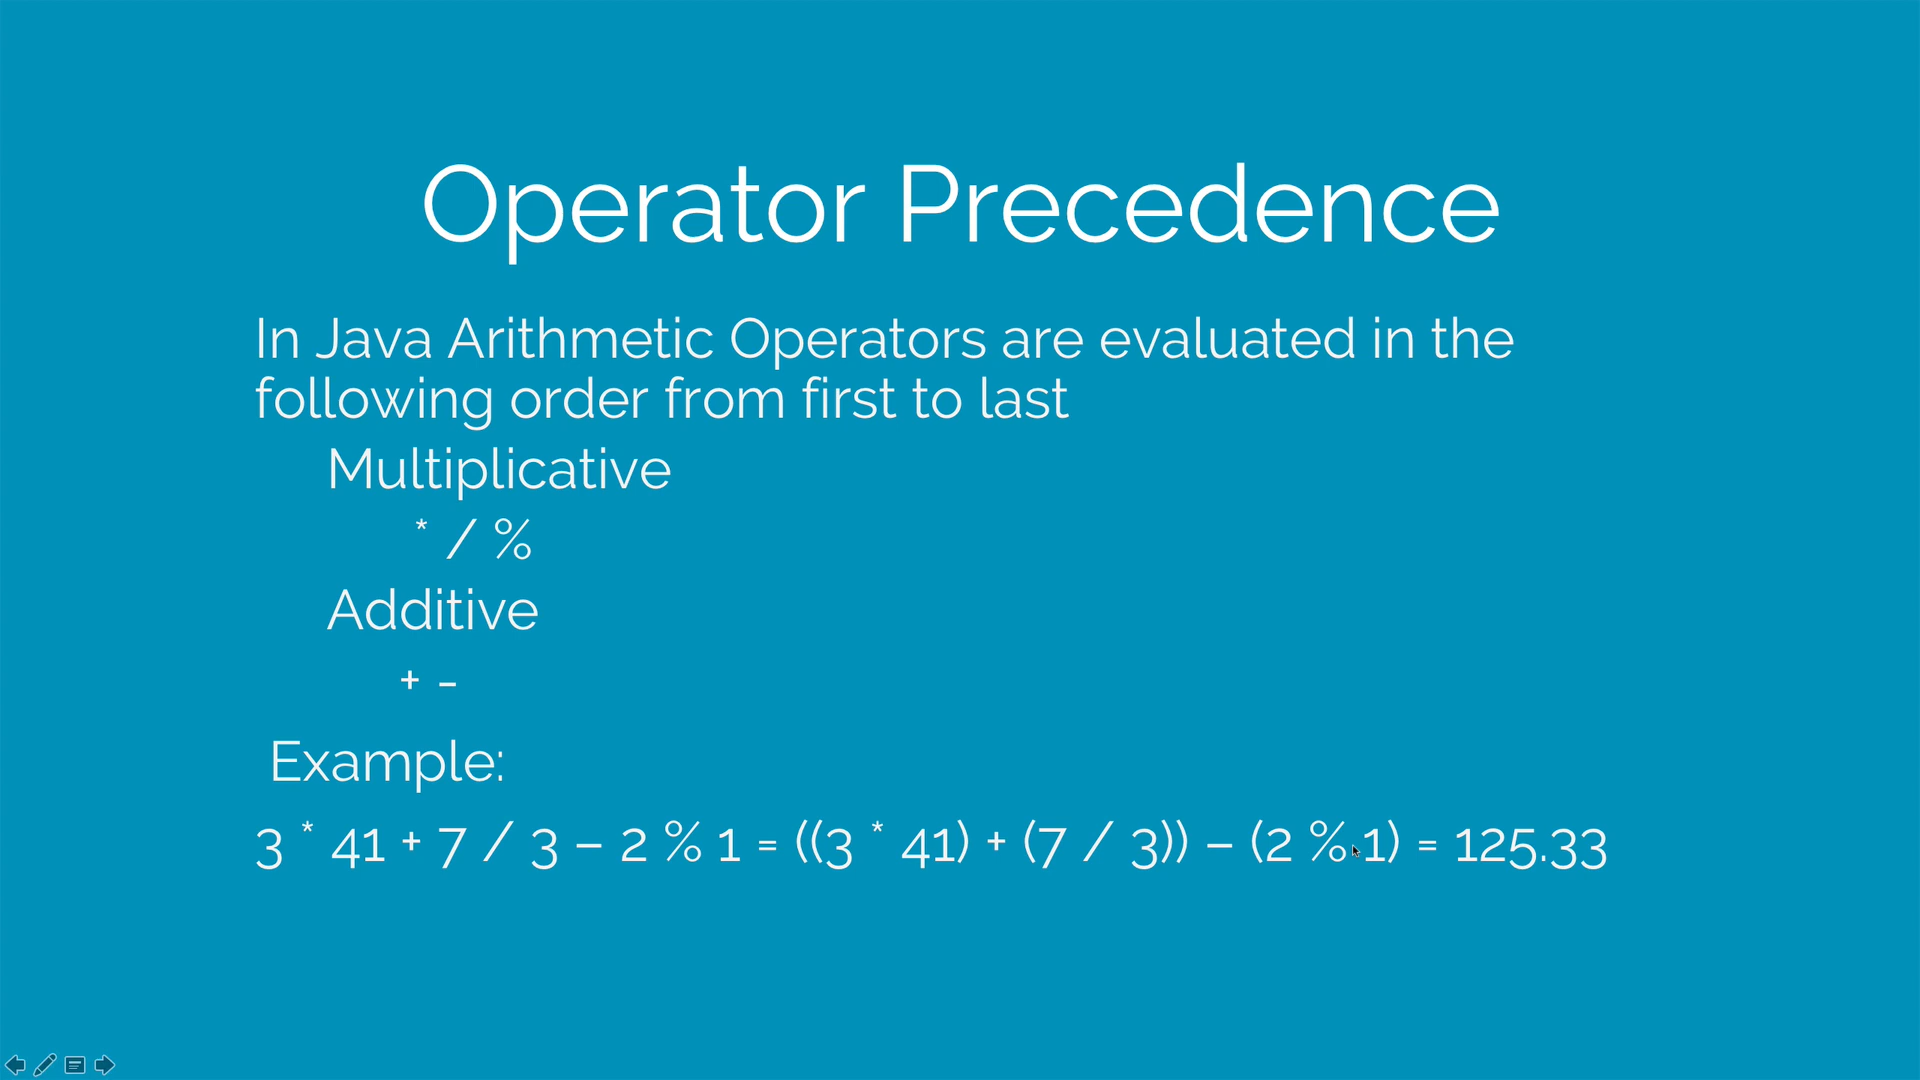 Operator Precedence
In Java Arithmetic Operators are evaluated in the
following order from first to last
Multiplicative
* / %
Additive
+ –
Example:
3 * 41 + 7 / 3 – 2 % 1 = ((3 * 41) + (7 / 3)) – (2 % 1) = 125.33